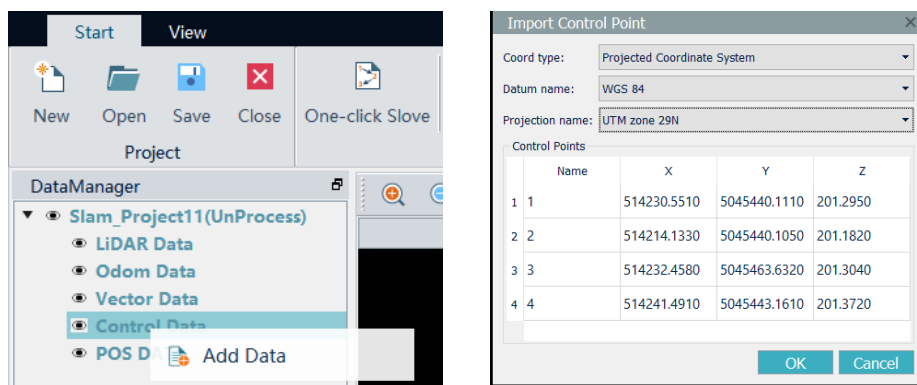 Start View
New Open Save Close One-click Slove
Project
DataManager
Slam_Project11(UnProcess)
LiDAR Data
Odom Data
Vector Data
Control Data
POS D
Add Data
Import Control Point
Coord type: Projected Coordinate System
Datum name: WGS 84
Projection name: UTM zone 29N
Control Points
Name X Y Z
1 1 514230.5510 5045440.1110 201.2950
2 2 514214.1330 5045440.1050 201.1820
3 3 514232.4580 5045463.6320 201.3040
4 4 514241.4910 5045443.1610 201.3720
OK Cancel